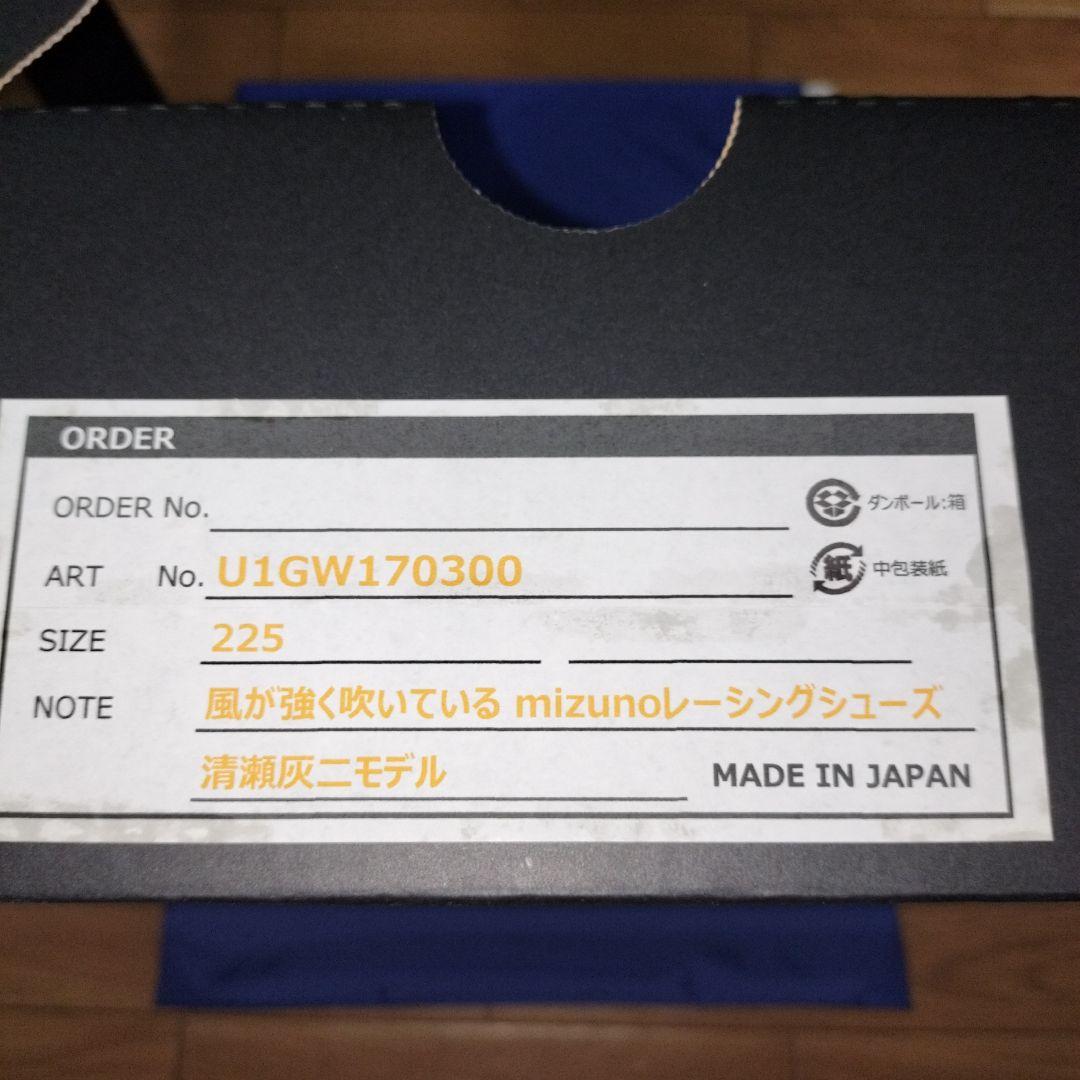 ORDER
ORDER No.
ダンボール:箱
ART No. U1GW170300
紙 中包装紙
SIZE 225
NOTE 風が強く吹いている mizunoレーシングシューズ
清瀬灰二モデル MADE IN JAPAN